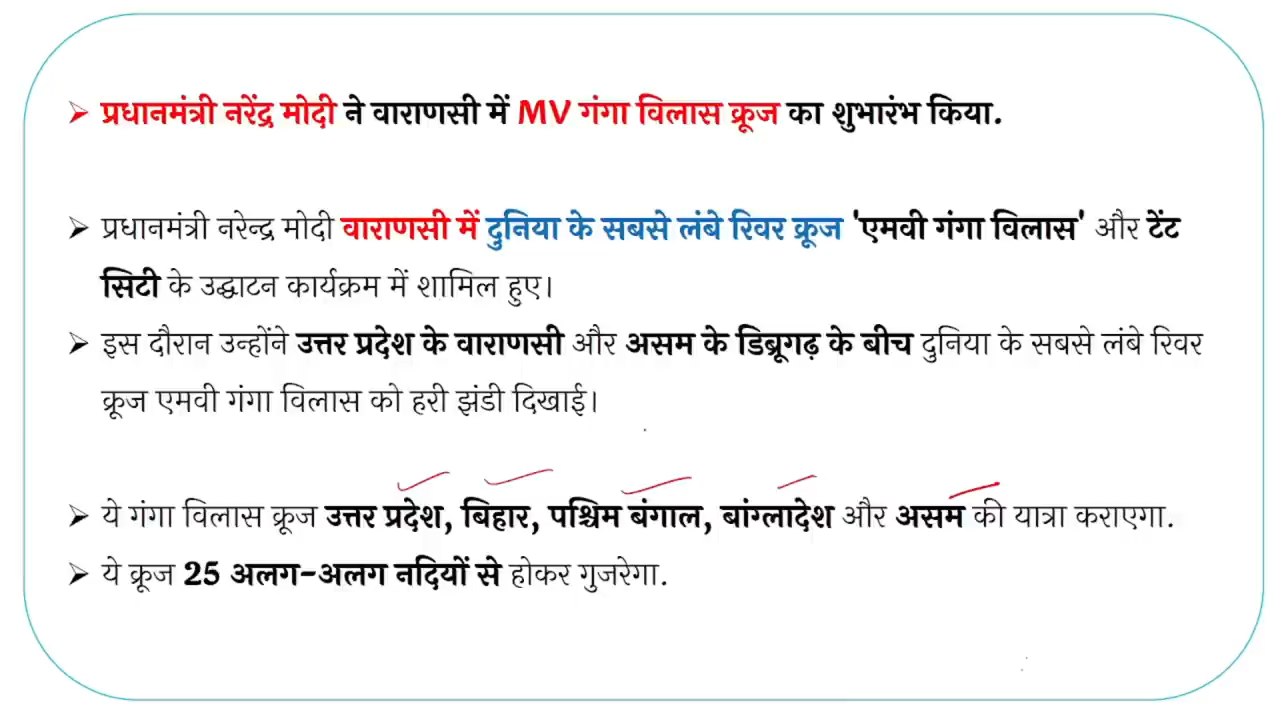 ➢ प्रधानमंत्री नरेंद्र मोदी ने वाराणसी में MV गंगा विलास क्रूज का शुभारंभ किया.
➢ प्रधानमंत्री नरेन्द्र मोदी वाराणसी में दुनिया के सबसे लंबे रिवर क्रूज 'एमवी गंगा विलास' और टेंट
सिटी के उद्घाटन कार्यक्रम में शामिल हुए।
➢ इस दौरान उन्होंने उत्तर प्रदेश के वाराणसी और असम के डिब्रूगढ़ के बीच दुनिया के सबसे लंबे रिवर
क्रूज एमवी गंगा विलास को हरी झंडी दिखाई।
➢ ये गंगा विलास क्रूज उत्तर प्रदेश, बिहार, पश्चिम बंगाल, बांग्लादेश और असम की यात्रा कराएगा.
➢ ये क्रूज 25 अलग-अलग नदियों से होकर गुजरेगा.